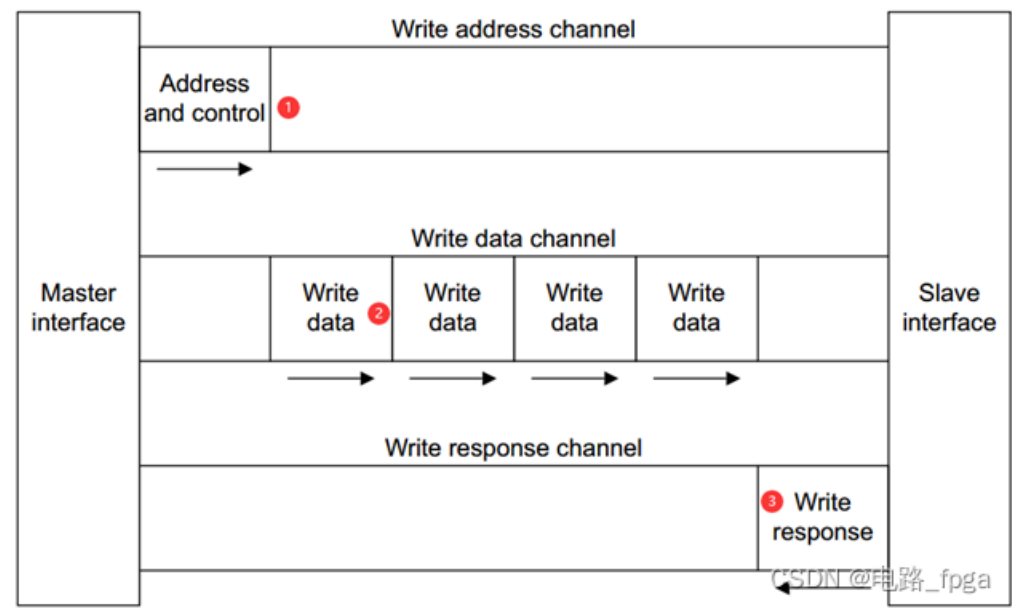 Write address channel
Address
and control
1
Write data channel
Master
interface
Write
data
2
Write
data
Write
data
Write
data
Slave
interface
Write response channel
3
Write
response
CSDN @电路_fpga